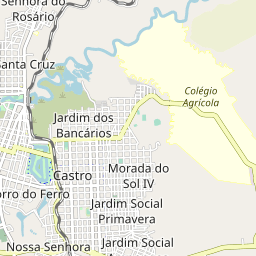 Senhora do
Rosário
Santa Cruz
Colégio
Agrícola
Jardim dos
Bancários
Morada do
Sol IV
Castro
orro do Ferro
Jardim Social
Primavera
Nossa Senhora
Jardim Social